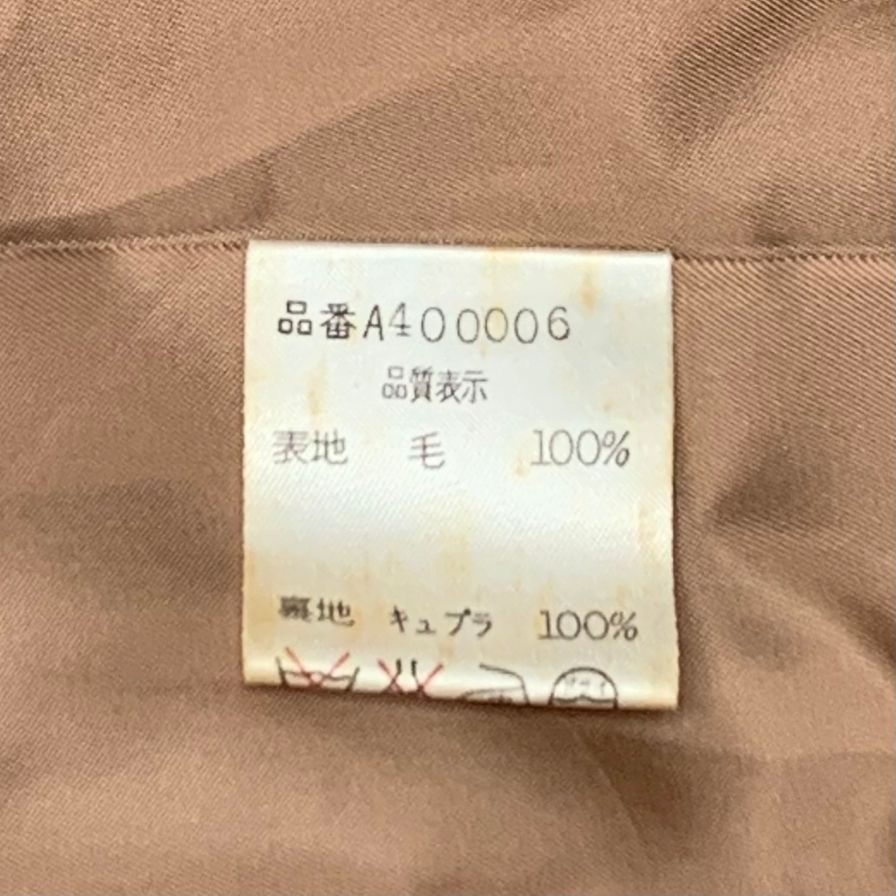 品番A400006
品質表示
表地 毛 100%
裏地 キュプラ 100%